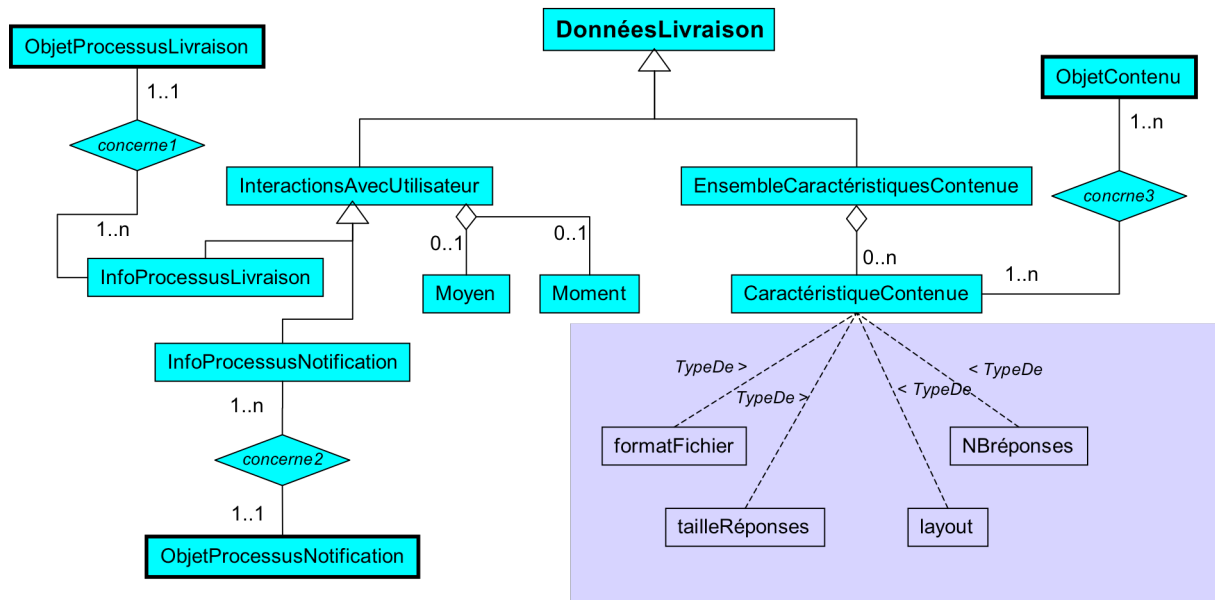 DonnéesLivraison
ObjetProcessusLivraison
ObjetContenu
1..1
1..n
concerne1
InteractionsAvecUtilisateur
EnsembleCaractéristiquesContenue
concrne3
1..n
0..1
0..1
0..n
InfoProcessusLivraison
1..n
Moyen
Moment
CaractéristiqueContenue
InfoProcessusNotification
TypeDe >
< TypeDe
TypeDe >
< TypeDe
1..n
formatFichier
NBréponses
concerne2
1..1
tailleRéponses
layout
ObjetProcessusNotification